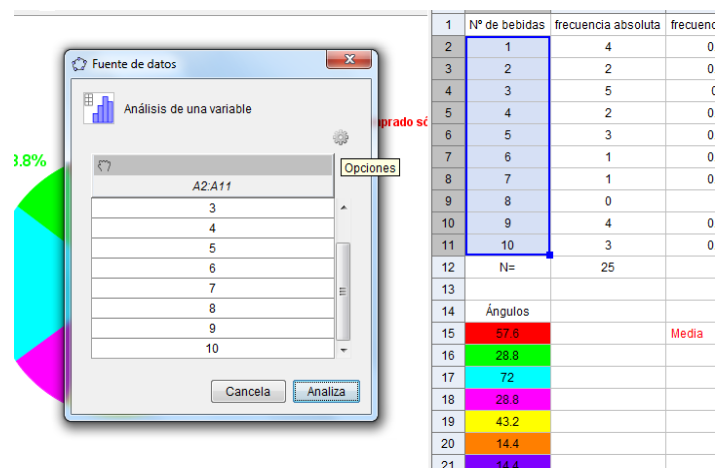 Fuente de datos
Análisis de una variable
Opciones
A2:A11
3
4
5
6
7
8
9
10
Cancela Analiza
3.8%
1 Nº de bebidas frecuencia absoluta
2 1 4 0
3 2 2 0
4 3 5
5 4 2 0
6 5 3 0
7 6 1 0
8 7 1 0
9 8 0
10 9 4 0
11 10 3 0
12 N= 25
13
14 Ángulos
15 57.6 Media
16 28.8
17 72
18 28.8
19 43.2
20 14.4
21 14.4